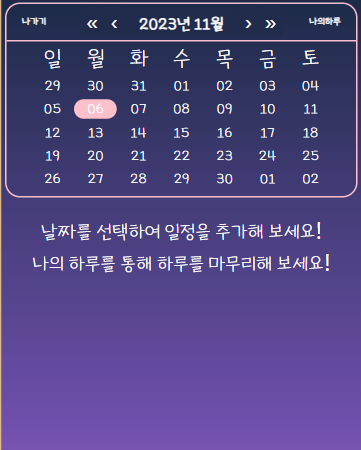 나가기 « ‹ 2023년 11월 › » 나의하루
일 월 화 수 목 금 토
29 30 31 01 02 03 04
05 06 07 08 09 10 11
12 13 14 15 16 17 18
19 20 21 22 23 24 25
26 27 28 29 30 01 02
날짜를 선택하여 일정을 추가해 보세요!
나의 하루를 통해 하루를 마무리해 보세요!